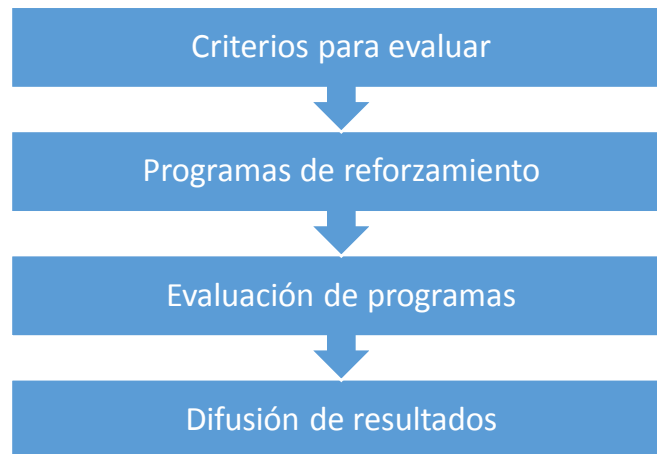 Criterios para evaluar
Programas de reforzamiento
Evaluación de programas
Difusión de resultados